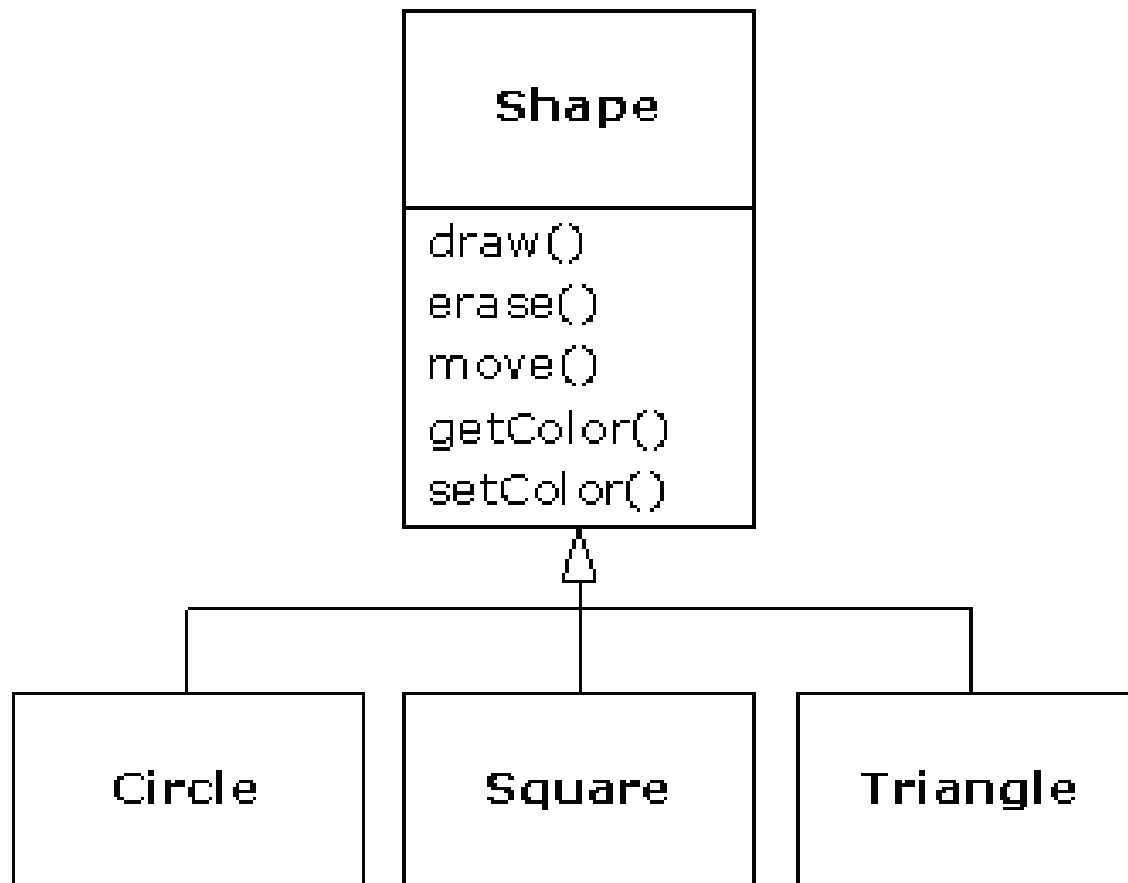 Shape
draw()
erase()
move()
getColor()
setColor()
Circle
Square
Triangle